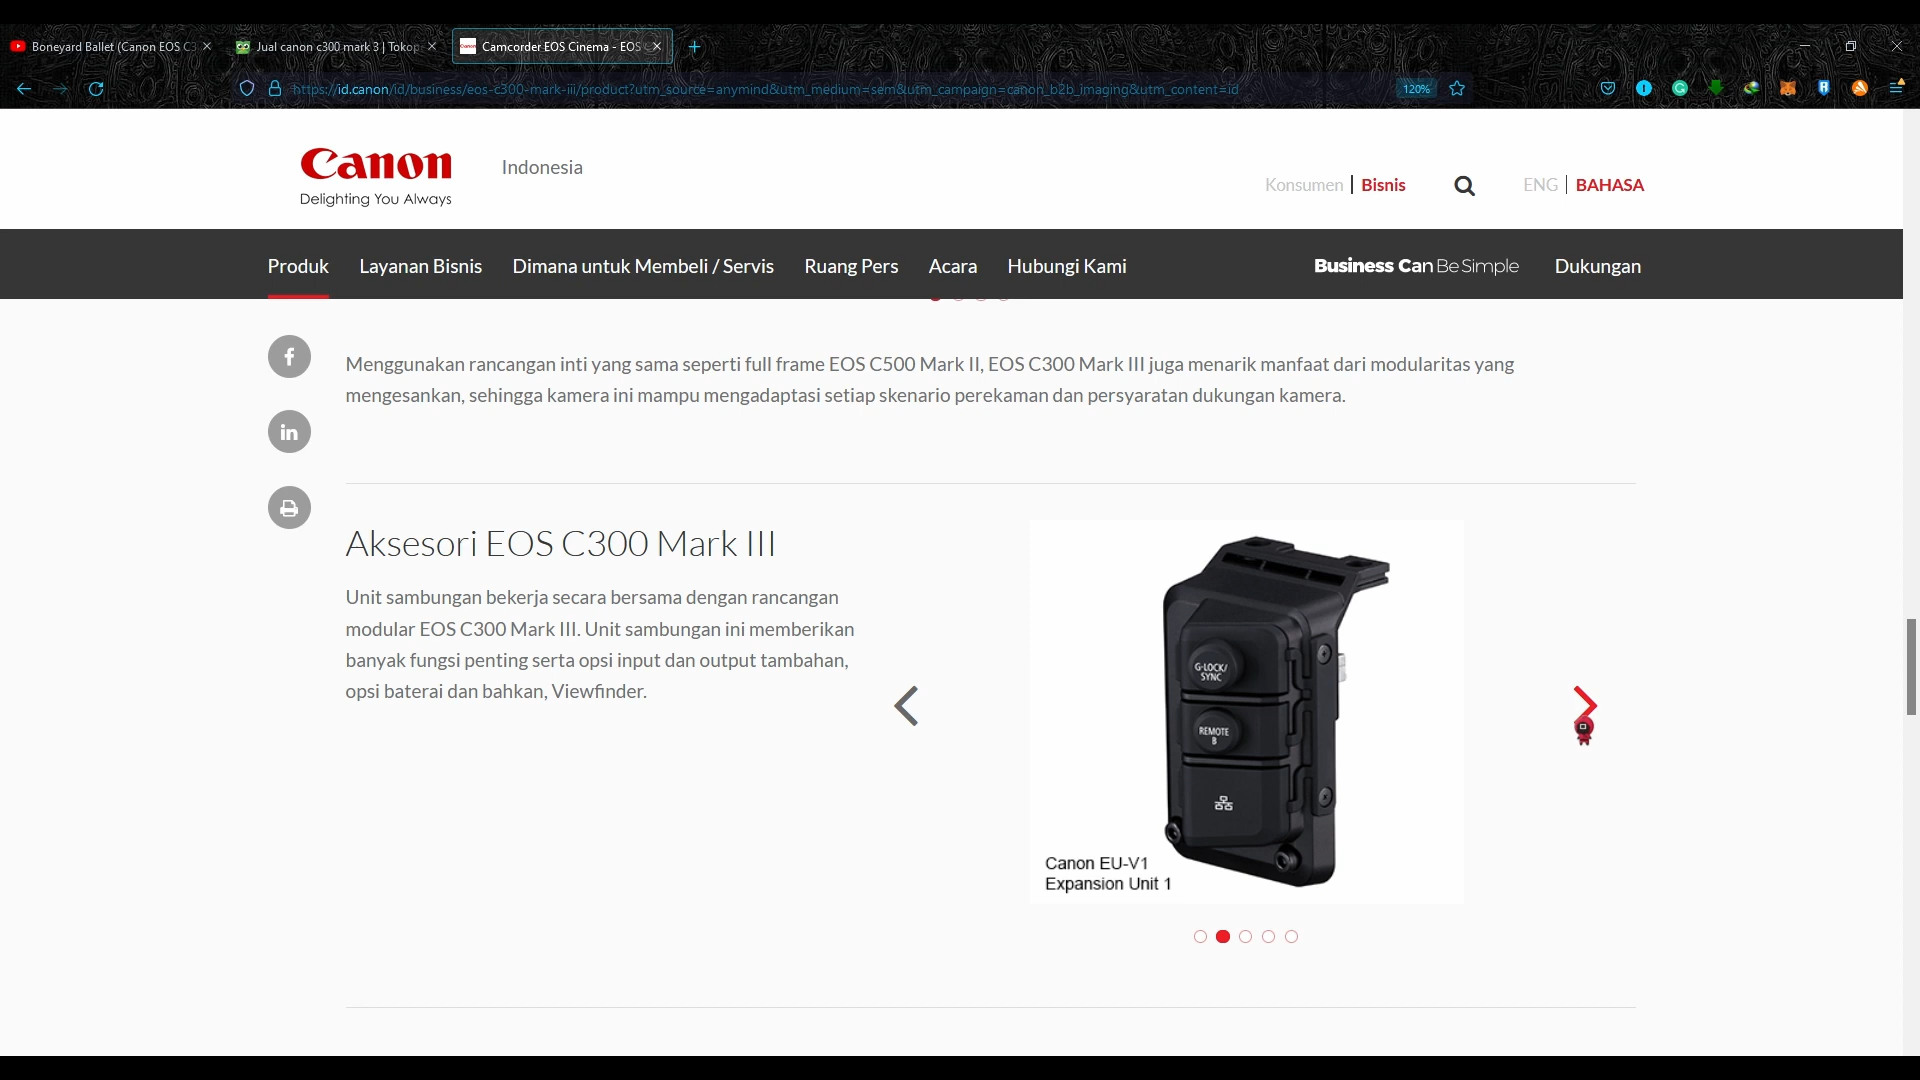 Boneyard Ballet (Canon EOS C3
Jual canon c300 mark 3 | Tokop
Camcorder EOS Cinema - EOS C
https://id.canon/id/business/eos-c300-mark-iii/product?utm_source=anymind&utm_medium=sem&utm_campaign=canon_b2b_imaging&utm_content=id
120%
Canon
Delighting You Always
Indonesia
Konsumen | Bisnis
ENG | BAHASA
Produk
Layanan Bisnis
Dimana untuk Membeli / Servis
Ruang Pers
Acara
Hubungi Kami
Business Can Be Simple
Dukungan
Menggunakan rancangan inti yang sama seperti full frame EOS C500 Mark II, EOS C300 Mark III juga menarik manfaat dari modularitas yang
mengesankan, sehingga kamera ini mampu mengadaptasi setiap skenario perekaman dan persyaratan dukungan kamera.
Aksesori EOS C300 Mark III
Unit sambungan bekerja secara bersama dengan rancangan
modular EOS C300 Mark III. Unit sambungan ini memberikan
banyak fungsi penting serta opsi input dan output tambahan,
opsi baterai dan bahkan, Viewfinder.
G-LOCK/
SYNC
REMOTE
B
Canon EU-V1
Expansion Unit 1